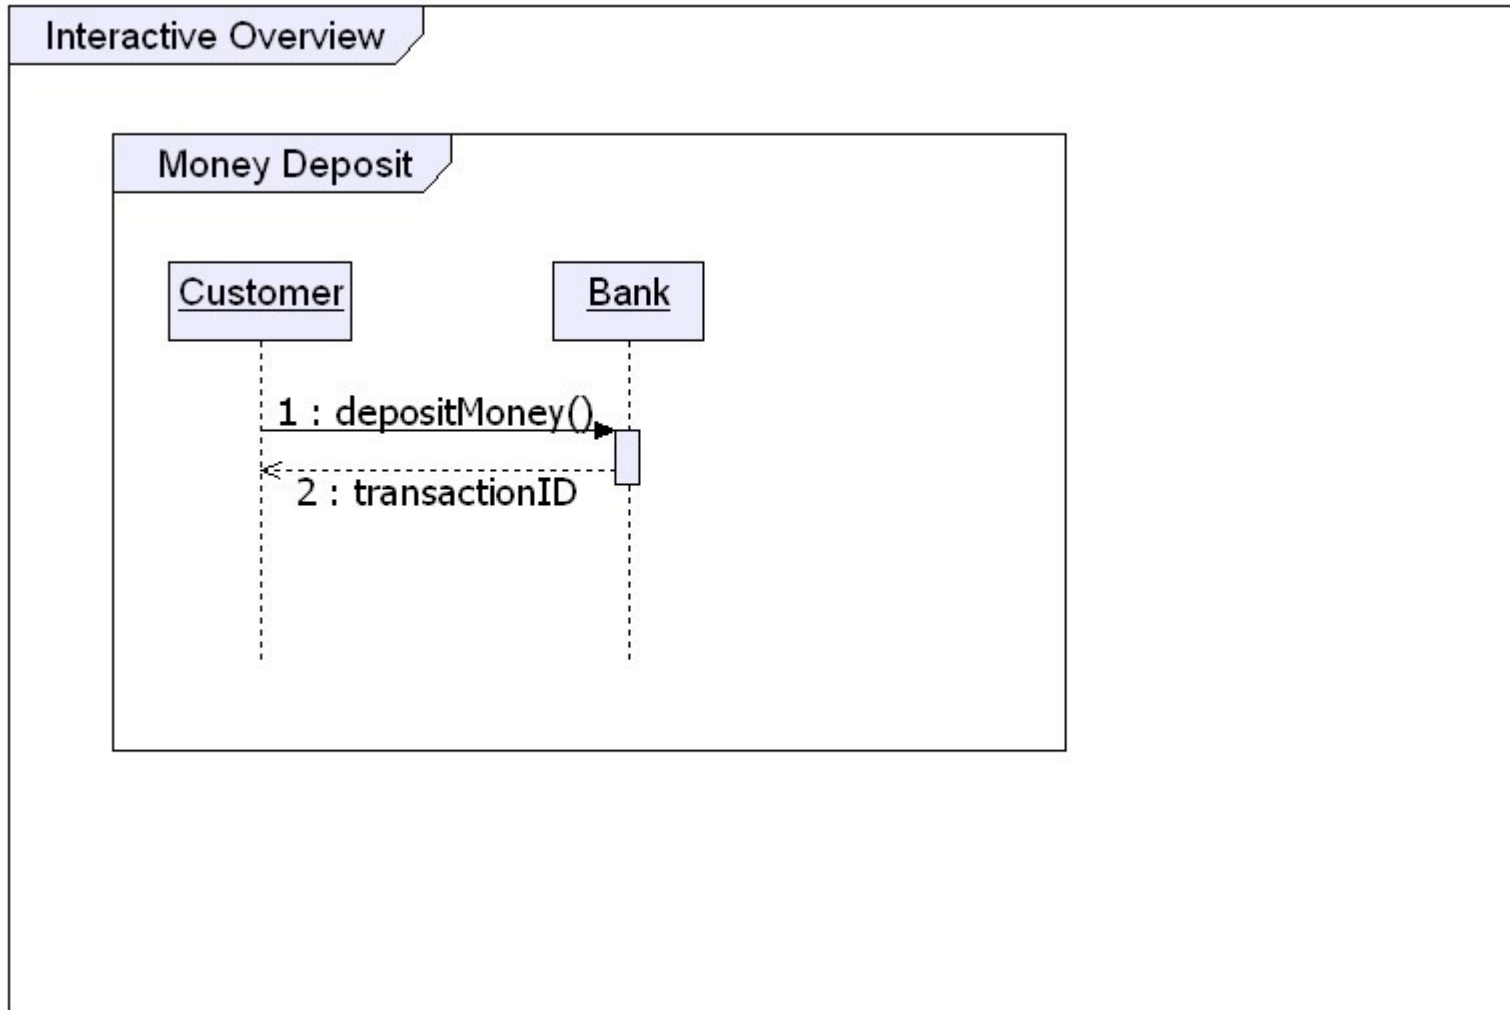 Interactive Overview
Money Deposit
Customer
Bank
1 : depositMoney()
2 : transactionID